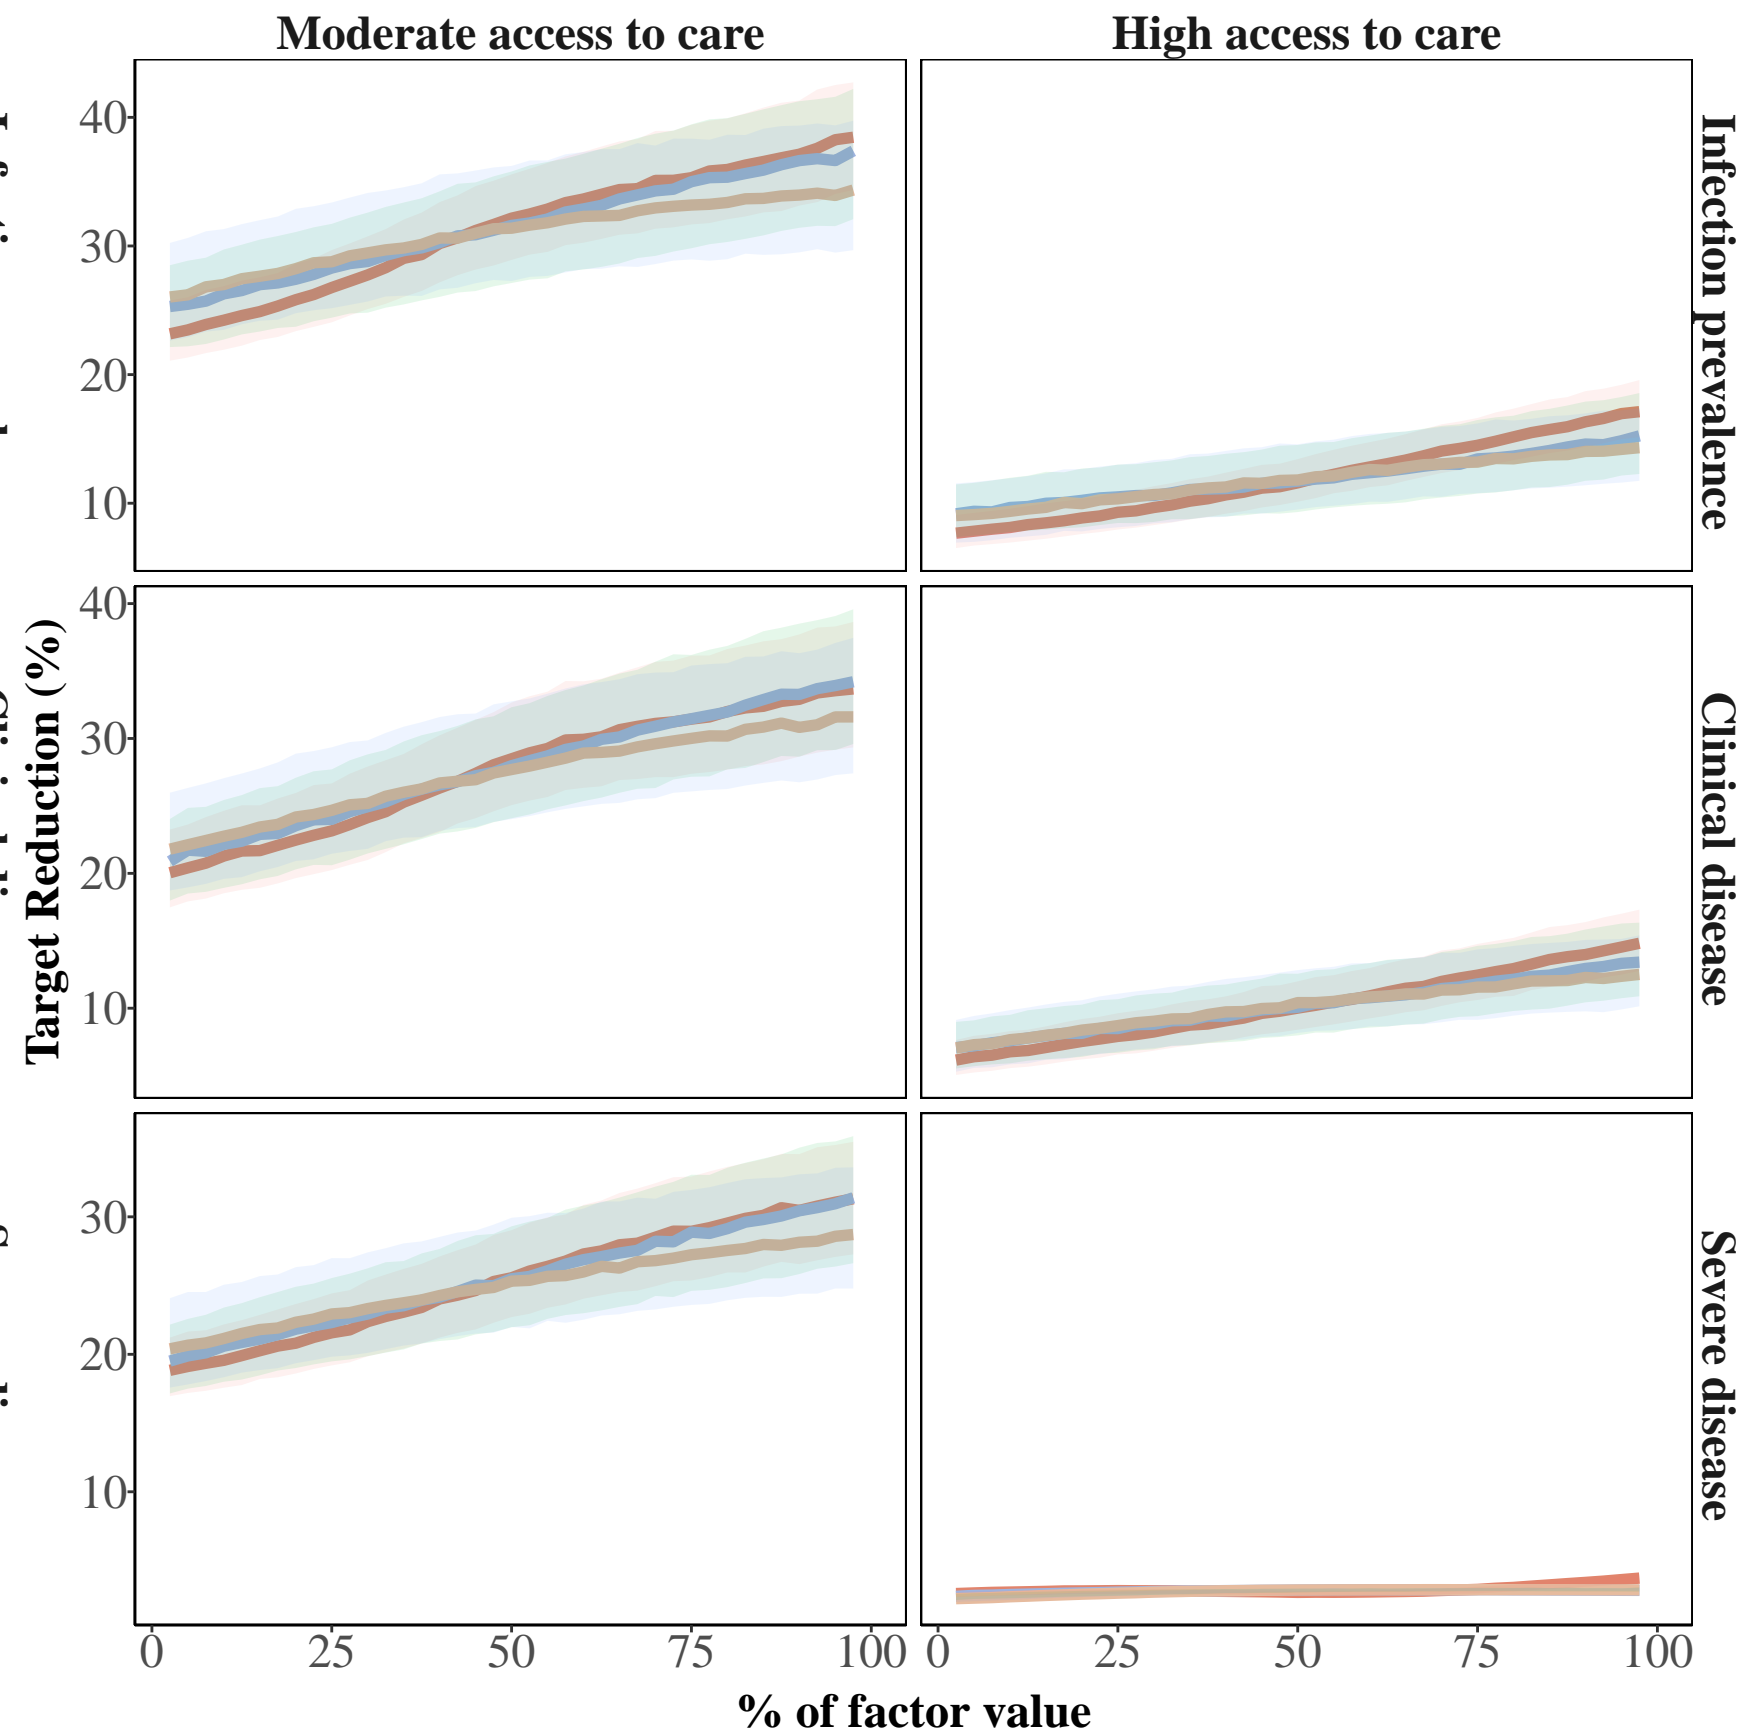 Moderate access to care
High access to care
40
30
20
10
Infection prevalence
40
30
20
10
Target Reduction (%)
Clinical disease
30
20
10
Severe disease
0 25 50 75 100
0 25 50 75 100
% of factor value